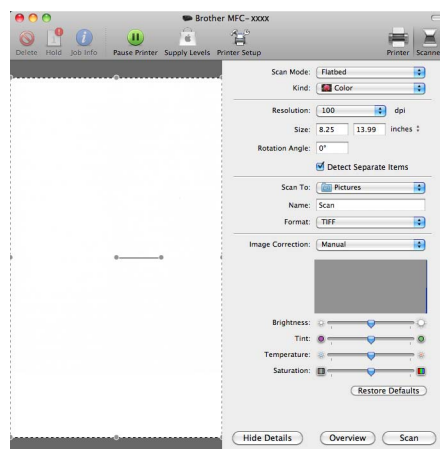 Brother MFC-xxxx
Delete Hold Job Info Pause Printer Supply Levels Printer Setup Printer Scanne
Scan Mode: Flatbed
Kind: Color
Resolution: 100 dpi
Size: 8.25 13.99 inches
Rotation Angle: 0°
Detect Separate Items
Scan To: Pictures
Name: Scan
Format: TIFF
Image Correction: Manual
Brightness:
Tint:
Temperature:
Saturation:
Restore Defaults
Hide Details Overview Scan